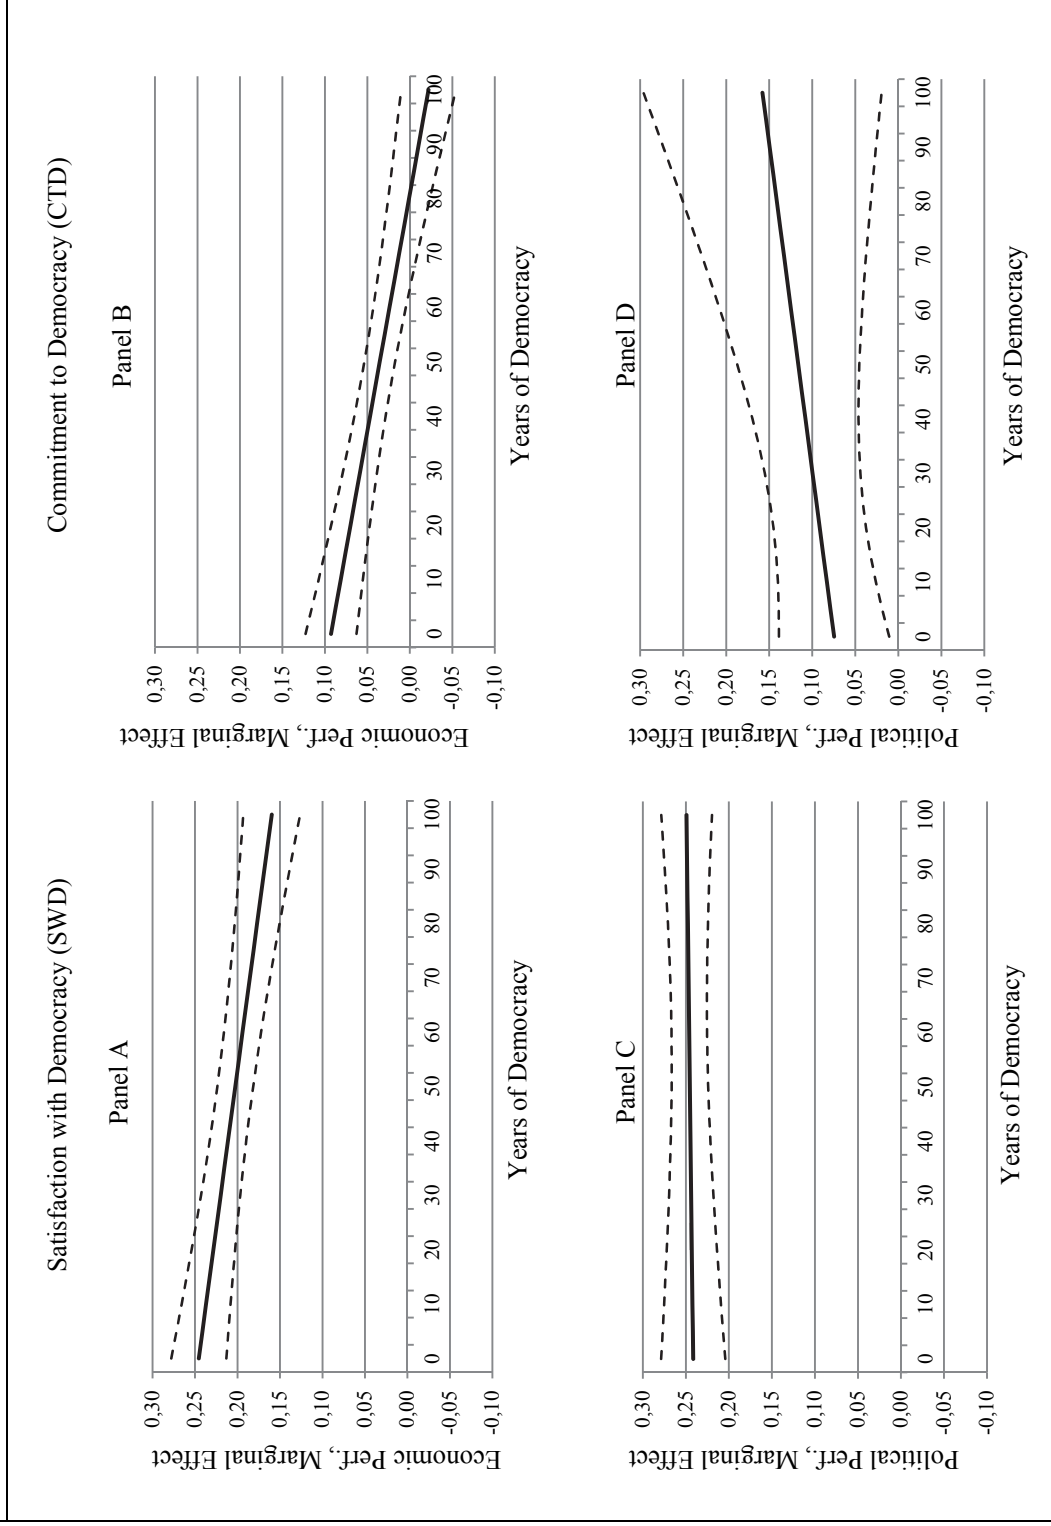 Satisfaction with Democracy (SWD)
Commitment to Democracy (CTD)
Panel A
Economic Perf., Marginal Effect
0,30
0,25
0,20
0,15
0,10
0,05
0,00
-0,05
-0,10
0 10 20 30 40 50 60 70 80 90 100
Years of Democracy
Panel B
Economic Perf., Marginal Effect
0,30
0,25
0,20
0,15
0,10
0,05
0,00
-0,05
-0,10
0 10 20 30 40 50 60 70 80 90 100
Years of Democracy
Panel C
Political Perf., Marginal Effect
0,30
0,25
0,20
0,15
0,10
0,05
0,00
-0,05
-0,10
0 10 20 30 40 50 60 70 80 90 100
Years of Democracy
Panel D
Political Perf., Marginal Effect
0,30
0,25
0,20
0,15
0,10
0,05
0,00
-0,05
-0,10
0 10 20 30 40 50 60 70 80 90 100
Years of Democracy